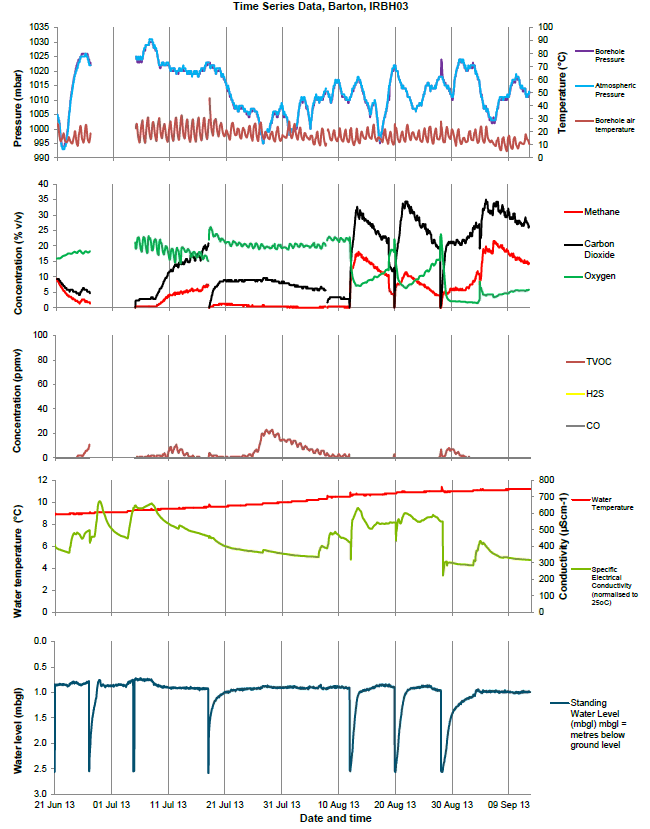 Time Series Data, Barton, IRBH03
Pressure (mbar)
1035
1030
1025
1020
1015
1010
1005
1000
995
990
100
90
80
70
60
50
40
30
20
10
0
Temperature (°C)
Borehole
Pressure
Atmospheric
Pressure
Borehole air
temperature
Concentration (% v/v)
40
35
30
25
20
15
10
5
0
Methane
Carbon
Dioxide
Oxygen
Concentration (ppmv)
100
80
60
40
20
0
TVOC
H2S
CO
Water temperature (°C)
12
10
8
6
4
2
0
800
700
600
500
400
300
200
100
0
Conductivity (µScm-1)
Water
Temperature
Specific
Electrical
Conductivity
(normalised to
25oC)
Water level (mbgl)
0.0
0.5
1.0
1.5
2.0
2.5
3.0
Standing
Water Level
(mbgl) mbgl =
metres below
ground level
21 Jun 13 01 Jul 13 11 Jul 13 21 Jul 13 31 Jul 13 10 Aug 13 20 Aug 13 30 Aug 13 09 Sep 13
Date and time